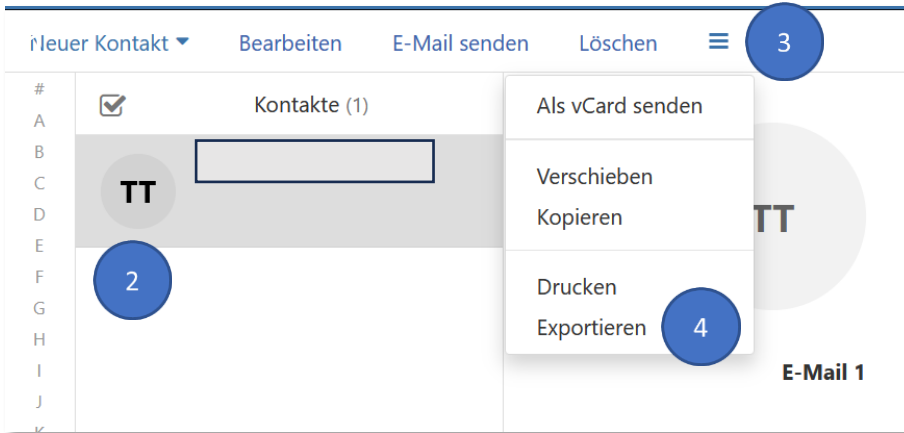 Neuer Kontakt Bearbeiten E-Mail senden Löschen 3
#
A
B
C
D
E
F
G
H
I
J
K
Kontakte (1)
TT
2
Als vCard senden
Verschieben
Kopieren
Drucken
Exportieren 4
TT
E-Mail 1